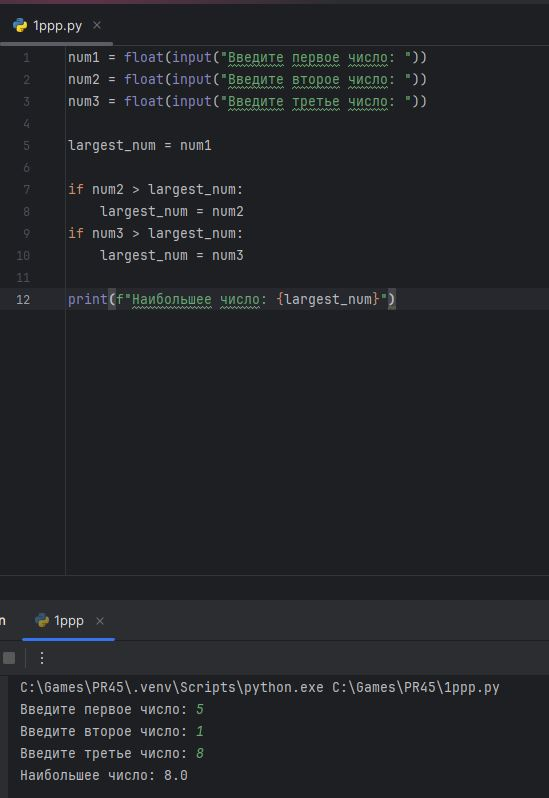 1ppp.py
1 num1 = float(input("Введите первое число: "))
2 num2 = float(input("Введите второе число: "))
3 num3 = float(input("Введите третье число: "))
4
5 largest_num = num1
6
7 if num2 > largest_num:
8     largest_num = num2
9 if num3 > largest_num:
10     largest_num = num3
11
12 print(f"Наибольшее число: {largest_num}")
n 1ppp
C:\Games\PR45\.venv\Scripts\python.exe C:\Games\PR45\1ppp.py
Введите первое число: 5
Введите второе число: 1
Введите третье число: 8
Наибольшее число: 8.0